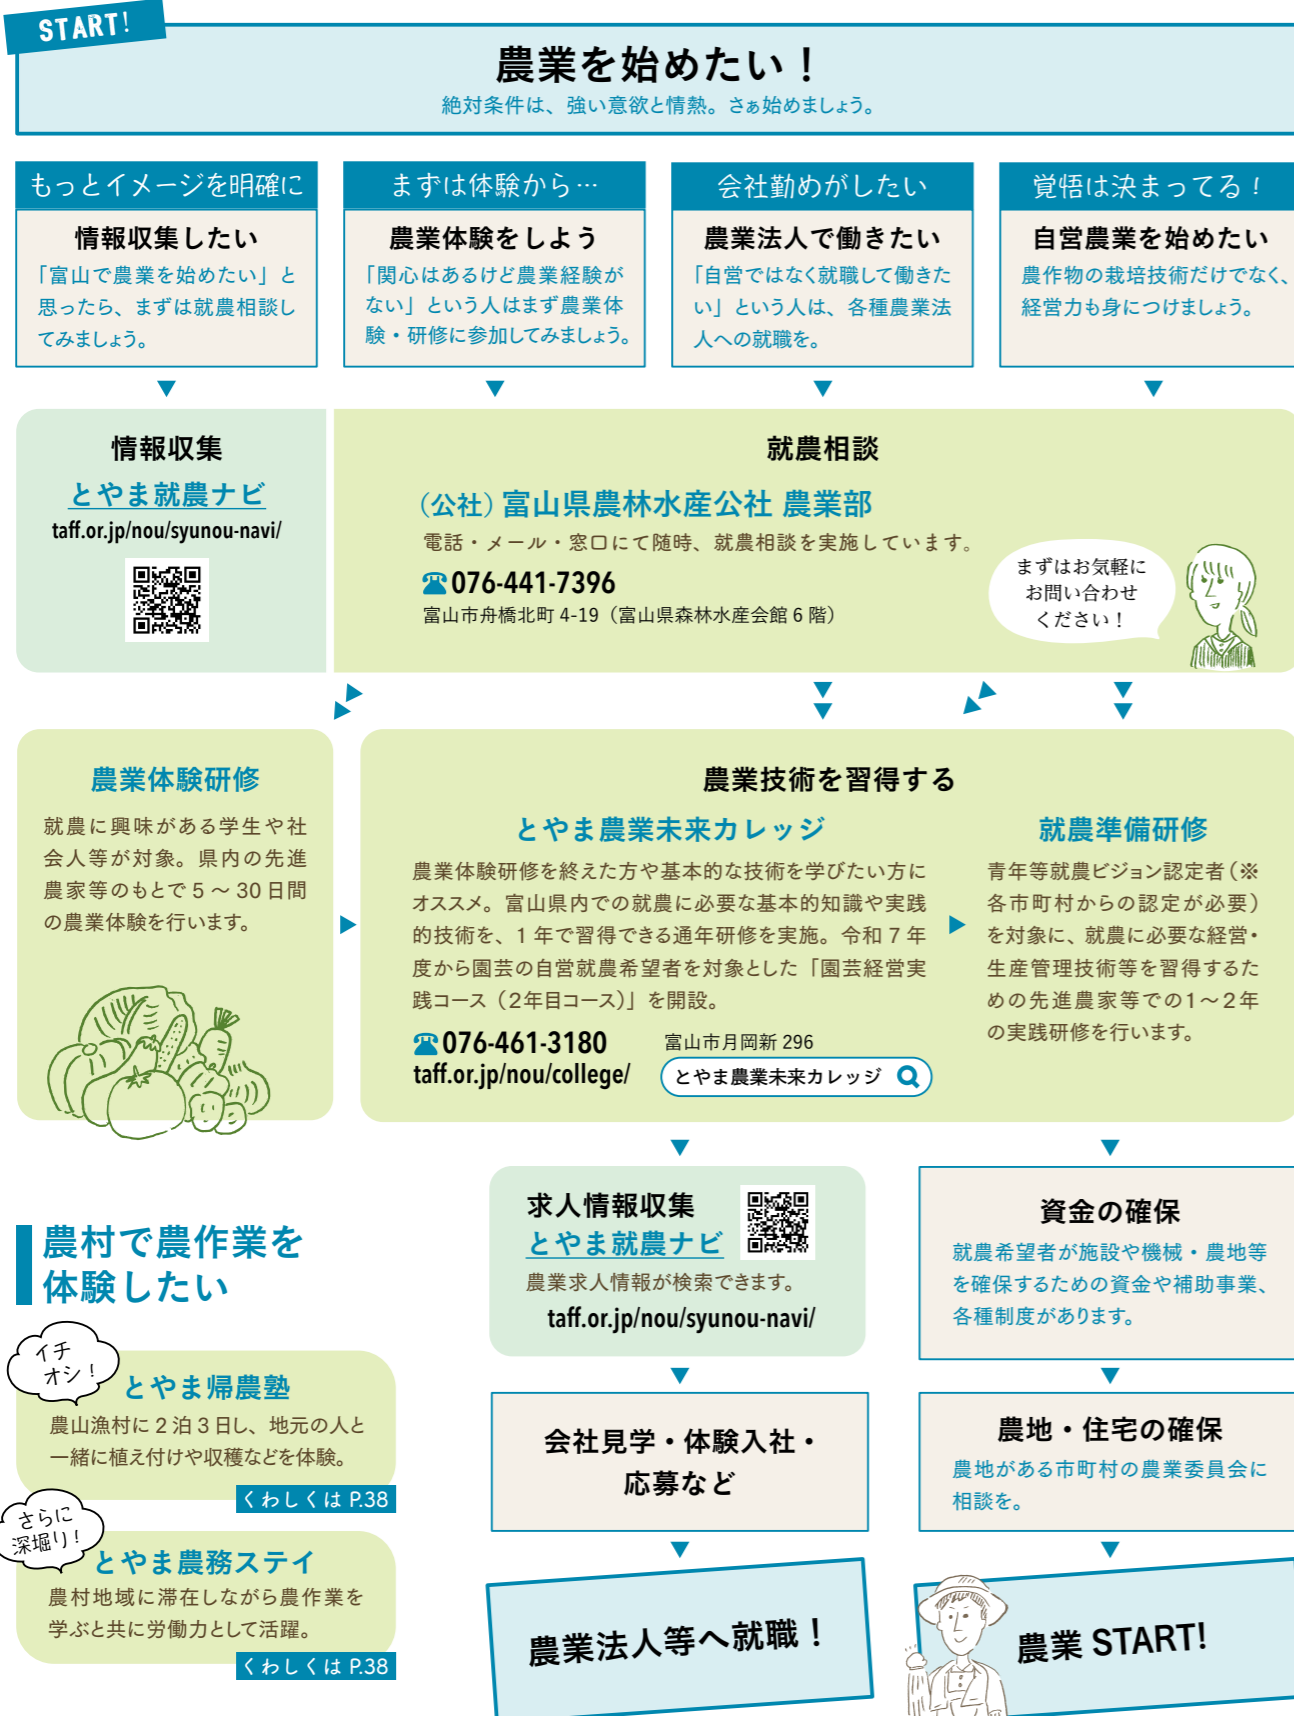 START!
農業を始めたい！
絶対条件は、強い意欲と情熱。さぁ始めましょう。
もっとイメージを明確に
情報収集したい
「富山で農業を始めたい」と
思ったら、まずは就農相談し
てみましょう。
まずは体験から…
農業体験をしよう
「関心はあるけど農業経験が
ない」という人はまず農業体
験・研修に参加してみましょう。
会社勤めがしたい
農業法人で働きたい
「自営ではなく就職して働きた
い」という人は、各種農業法
人への就職を。
覚悟は決まってる！
自営農業を始めたい
農作物の栽培技術だけでなく、
経営力も身につけましょう。
情報収集
とやま就農ナビ
taff.or.jp/nou/syunou-navi/
就農相談
（公社）富山県農林水産公社 農業部
電話・メール・窓口にて随時、就農相談を実施しています。
☎076-441-7396
富山市舟橋北町 4-19（富山県森林水産会館 6 階）
まずはお気軽に
お問い合わせ
ください！
農業体験研修
就農に興味がある学生や社
会人等が対象。県内の先進
農家等のもとで 5 ～ 30 日間
の農業体験を行います。
農業技術を習得する
とやま農業未来カレッジ
農業体験研修を終えた方や基本的な技術を学びたい方に
オススメ。富山県内での就農に必要な基本的知識や実践
的技術を、1 年で習得できる通年研修を実施。令和 7 年
度から園芸の自営就農希望者を対象とした「園芸経営実
践コース（2年目コース）」を開設。
☎076-461-3180
富山市月岡新 296
taff.or.jp/nou/college/
とやま農業未来カレッジ
就農準備研修
青年等就農ビジョン認定者（※
各市町村からの認定が必要）
を対象に、就農に必要な経営・
生産管理技術等を習得するた
めの先進農家等での1～2年
の実践研修を行います。
農村で農作業を
体験したい
イチ
オシ！
とやま帰農塾
農山漁村に 2 泊 3 日し、地元の人と
一緒に植え付けや収穫などを体験。
くわしくは P.38
さらに
深堀り！
とやま農務ステイ
農村地域に滞在しながら農作業を
学ぶと共に労働力として活躍。
くわしくは P.38
求人情報収集
とやま就農ナビ
農業求人情報が検索できます。
taff.or.jp/nou/syunou-navi/
会社見学・体験入社・
応募など
農業法人等へ就職！
資金の確保
就農希望者が施設や機械・農地等
を確保するための資金や補助事業、
各種制度があります。
農地・住宅の確保
農地がある市町村の農業委員会に
相談を。
農業 START!